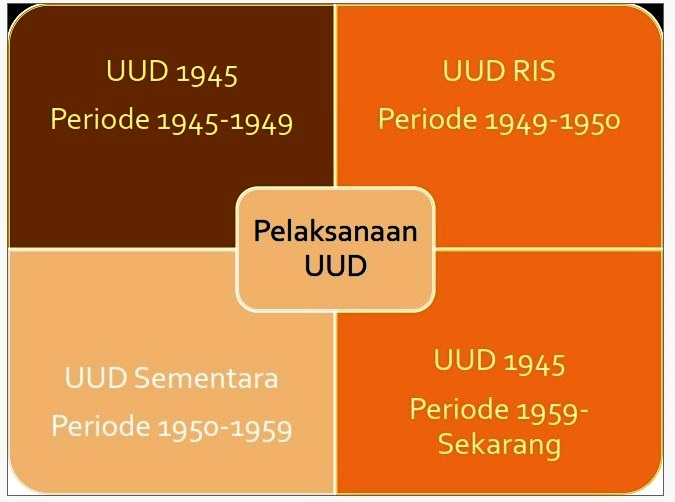 UUD 1945
Periode 1945-1949
UUD RIS
Periode 1949-1950
Pelaksanaan
UUD
UUD Sementara
Periode 1950-1959
UUD 1945
Periode 1959-
Sekarang